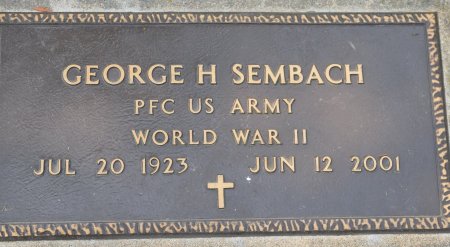 GEORGE H SEMBACH
PFC US ARMY
WORLD WAR II
JUL 20 1923 JUN 12 2001